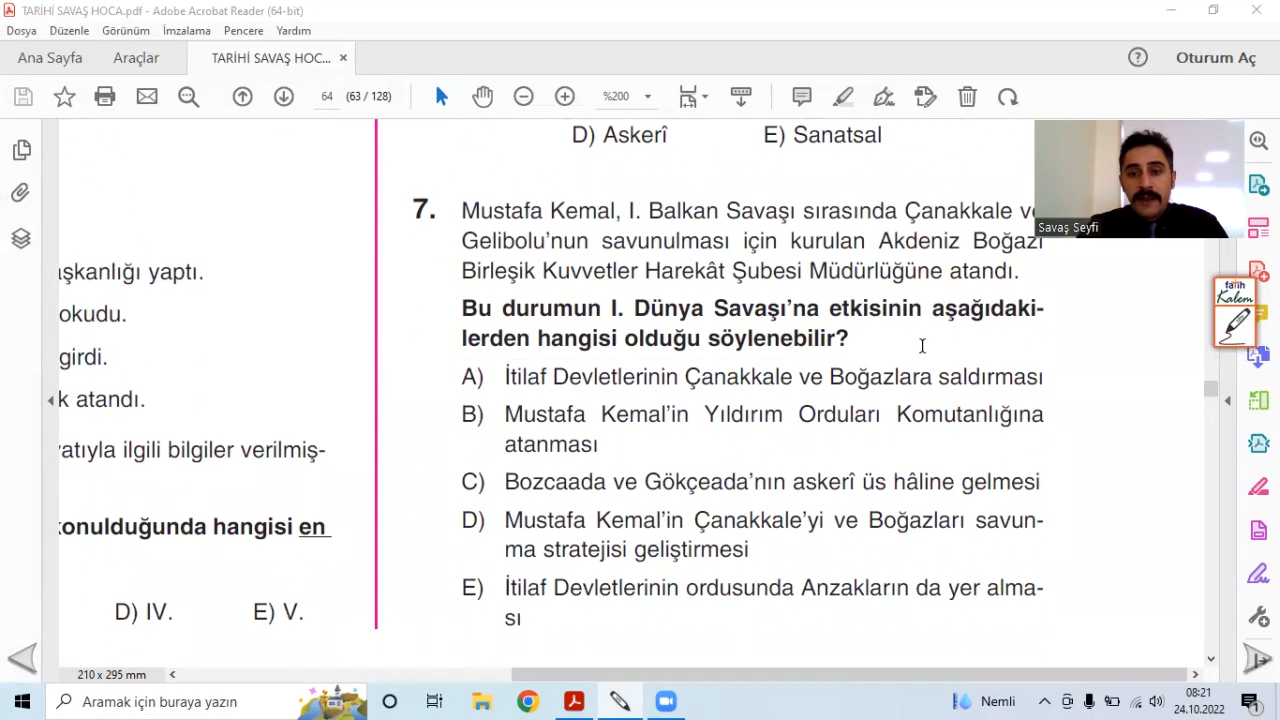 TARİHİ SAVAŞ HOCA.pdf - Adobe Acrobat Reader (64-bit)
Dosya Düzenle Görünüm İmzalama Pencere Yardım
Ana Sayfa Araçlar TARİHİ SAVAŞ HOC... × ? Oturum Aç
64 (63 / 128) %200
D) Askerî E) Sanatsal
Savaş Seyfi
aşkanlığı yaptı.
okudu.
girdi.
k atandı.
yatıyla ilgili bilgiler verilmiş-
konulduğunda hangisi en
D) IV. E) V.
7. Mustafa Kemal, I. Balkan Savaşı sırasında Çanakkale ve
Gelibolu'nun savunulması için kurulan Akdeniz Boğazı
Birleşik Kuvvetler Harekât Şubesi Müdürlüğüne atandı.
Bu durumun I. Dünya Savaşı'na etkisinin aşağıdaki-
lerden hangisi olduğu söylenebilir?
A) İtilaf Devletlerinin Çanakkale ve Boğazlara saldırması
B) Mustafa Kemal'in Yıldırım Orduları Komutanlığına
atanması
C) Bozcaada ve Gökçeada'nın askerî üs hâline gelmesi
D) Mustafa Kemal'in Çanakkale'yi ve Boğazları savun-
ma stratejisi geliştirmesi
E) İtilaf Devletlerinin ordusunda Anzakların da yer alma-
sı
fatih
Kalem
210 x 295 mm
Aramak için buraya yazın
Nemli
08:21
24.10.2022
1